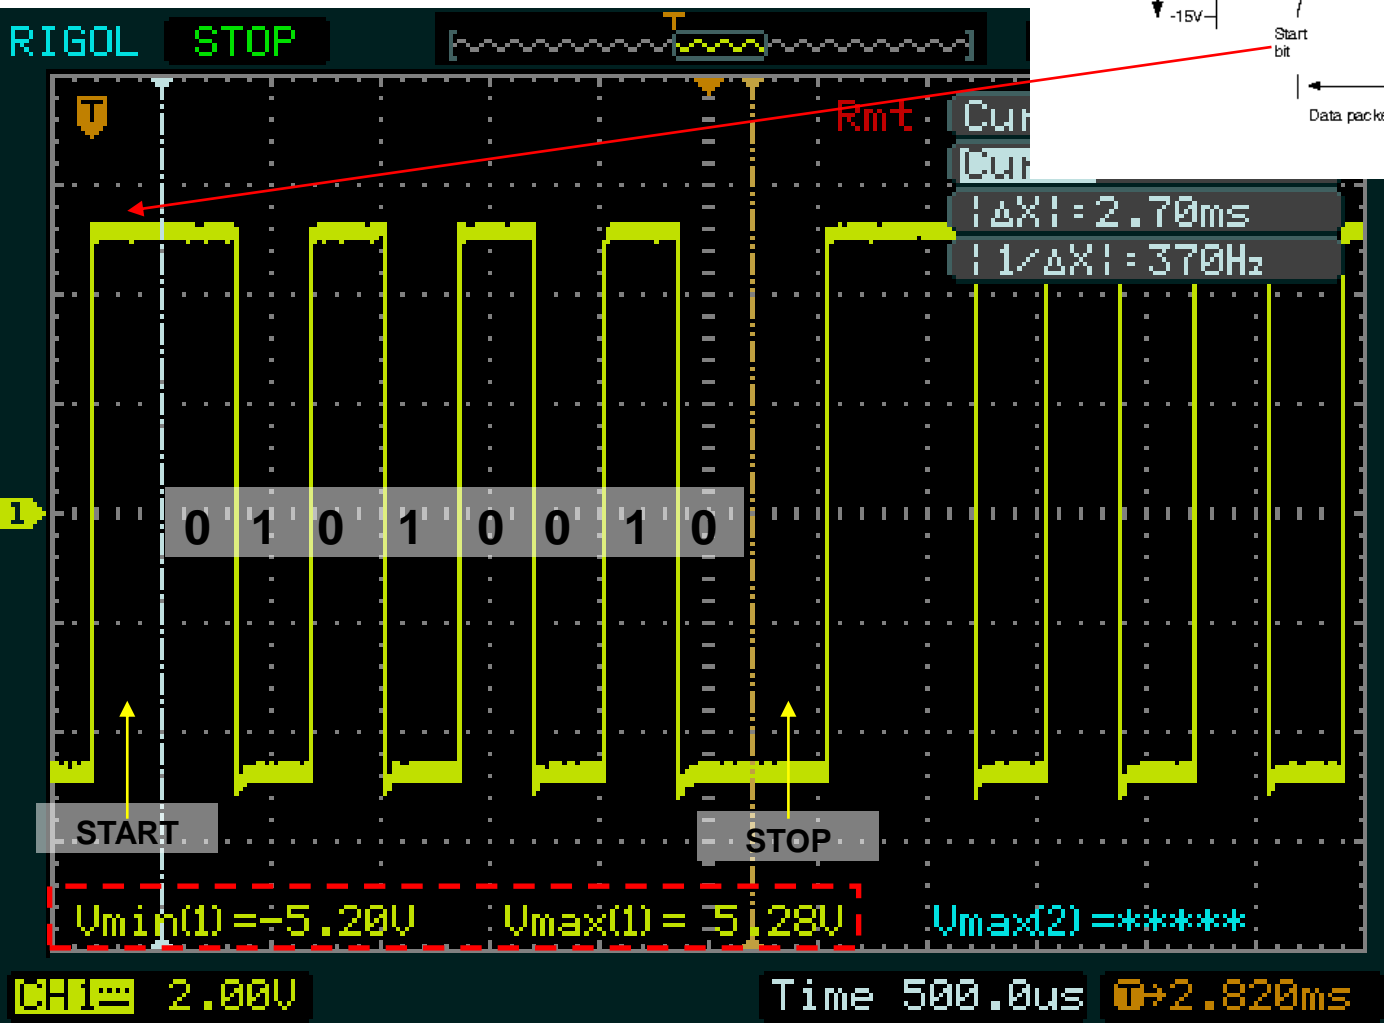 RIGOL STOP
T
-15V
Start
bit
Data packe
T
Rmt
Cur
Cur
|ΔX|=2.70ms
|1/ΔX|=370Hz
1
0 1 0 1 0 0 1 0
START
STOP
Vmin(1)=-5.20V Vmax(1)= 5.28V Vmax(2)=*****
CH1 2.00V Time 500.0us T→2.820ms